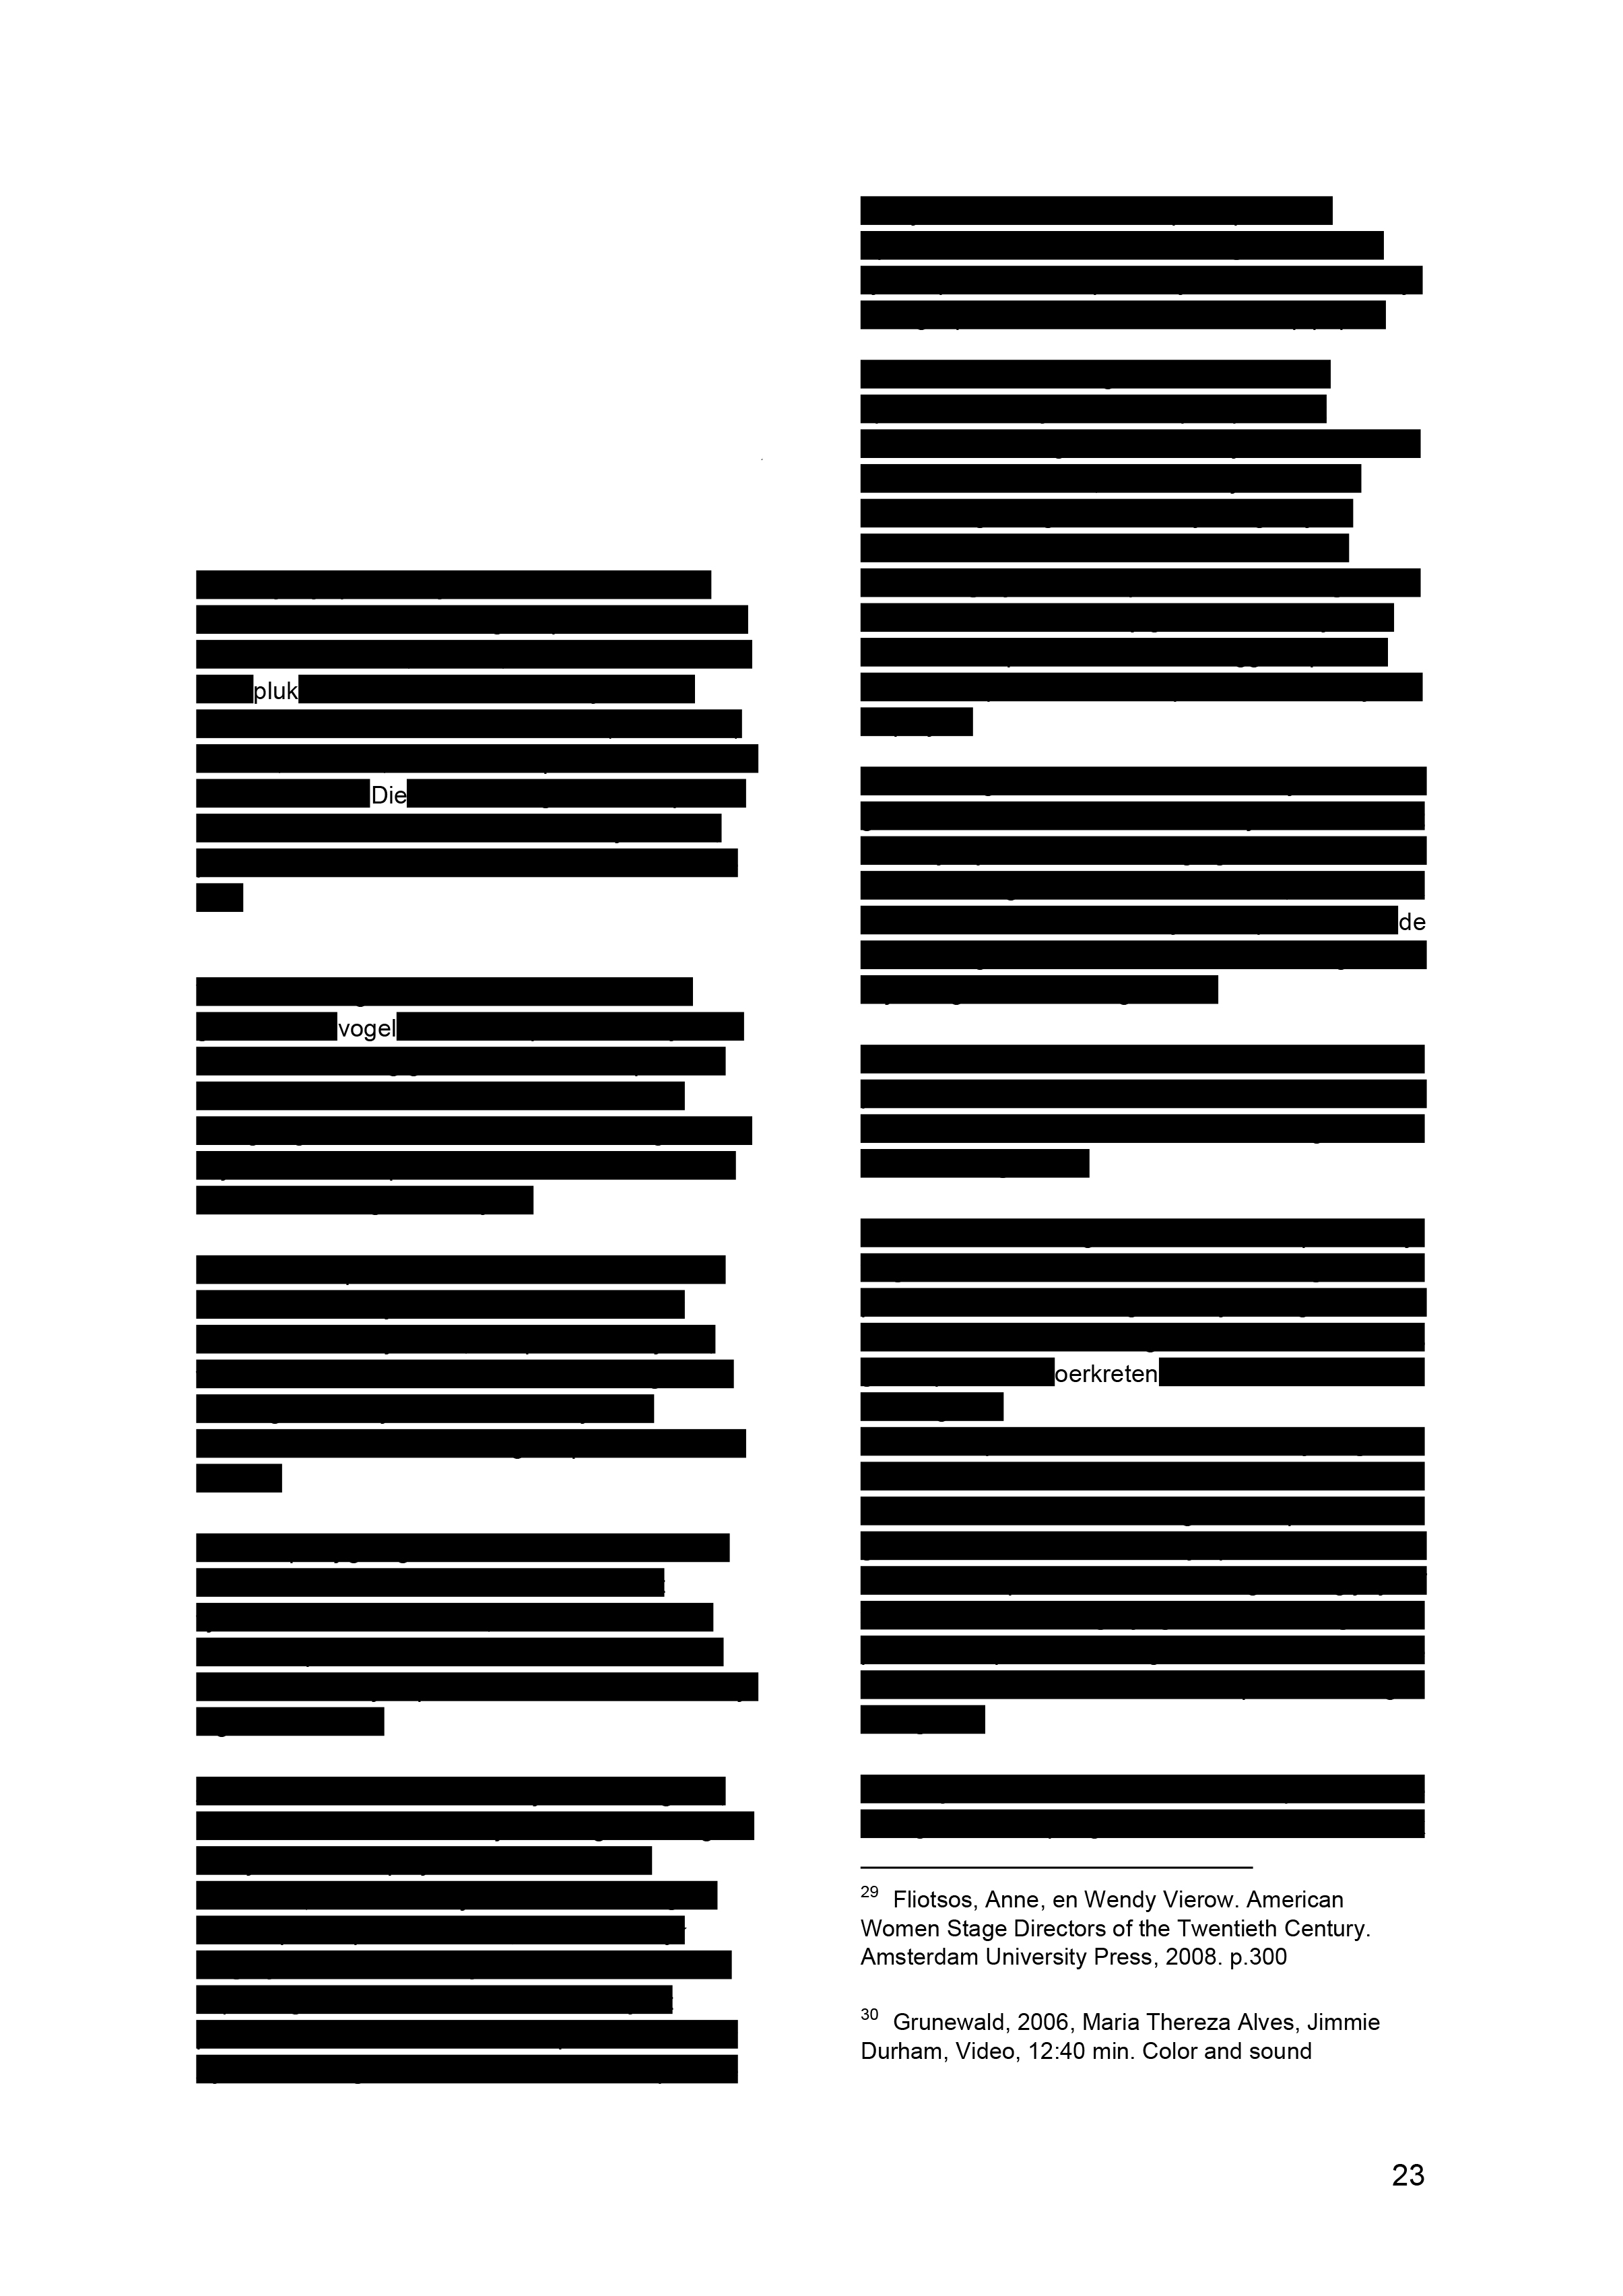 pluk
Die
vogel
de
oerkreten
29 Fliotsos, Anne, en Wendy Vierow. American
Women Stage Directors of the Twentieth Century.
Amsterdam University Press, 2008. p.300
30 Grunewald, 2006, Maria Thereza Alves, Jimmie
Durham, Video, 12:40 min. Color and sound
23